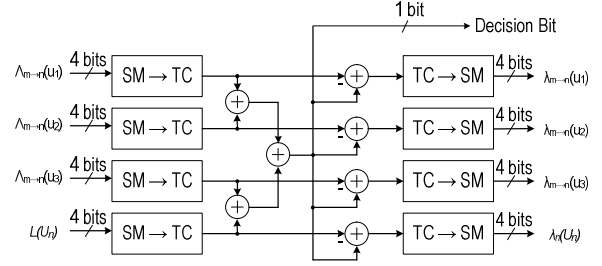 1 bit
Decision Bit
Λm→n(u1) 4 bits SM → TC - + TC → SM 4 bits λm→n(u1)
+
Λm→n(u2) 4 bits SM → TC - + TC → SM 4 bits λm→n(u2)
+
Λm→n(u3) 4 bits SM → TC - + TC → SM 4 bits λm→n(u3)
+
L(Un) 4 bits SM → TC - + TC → SM 4 bits λn(Un)